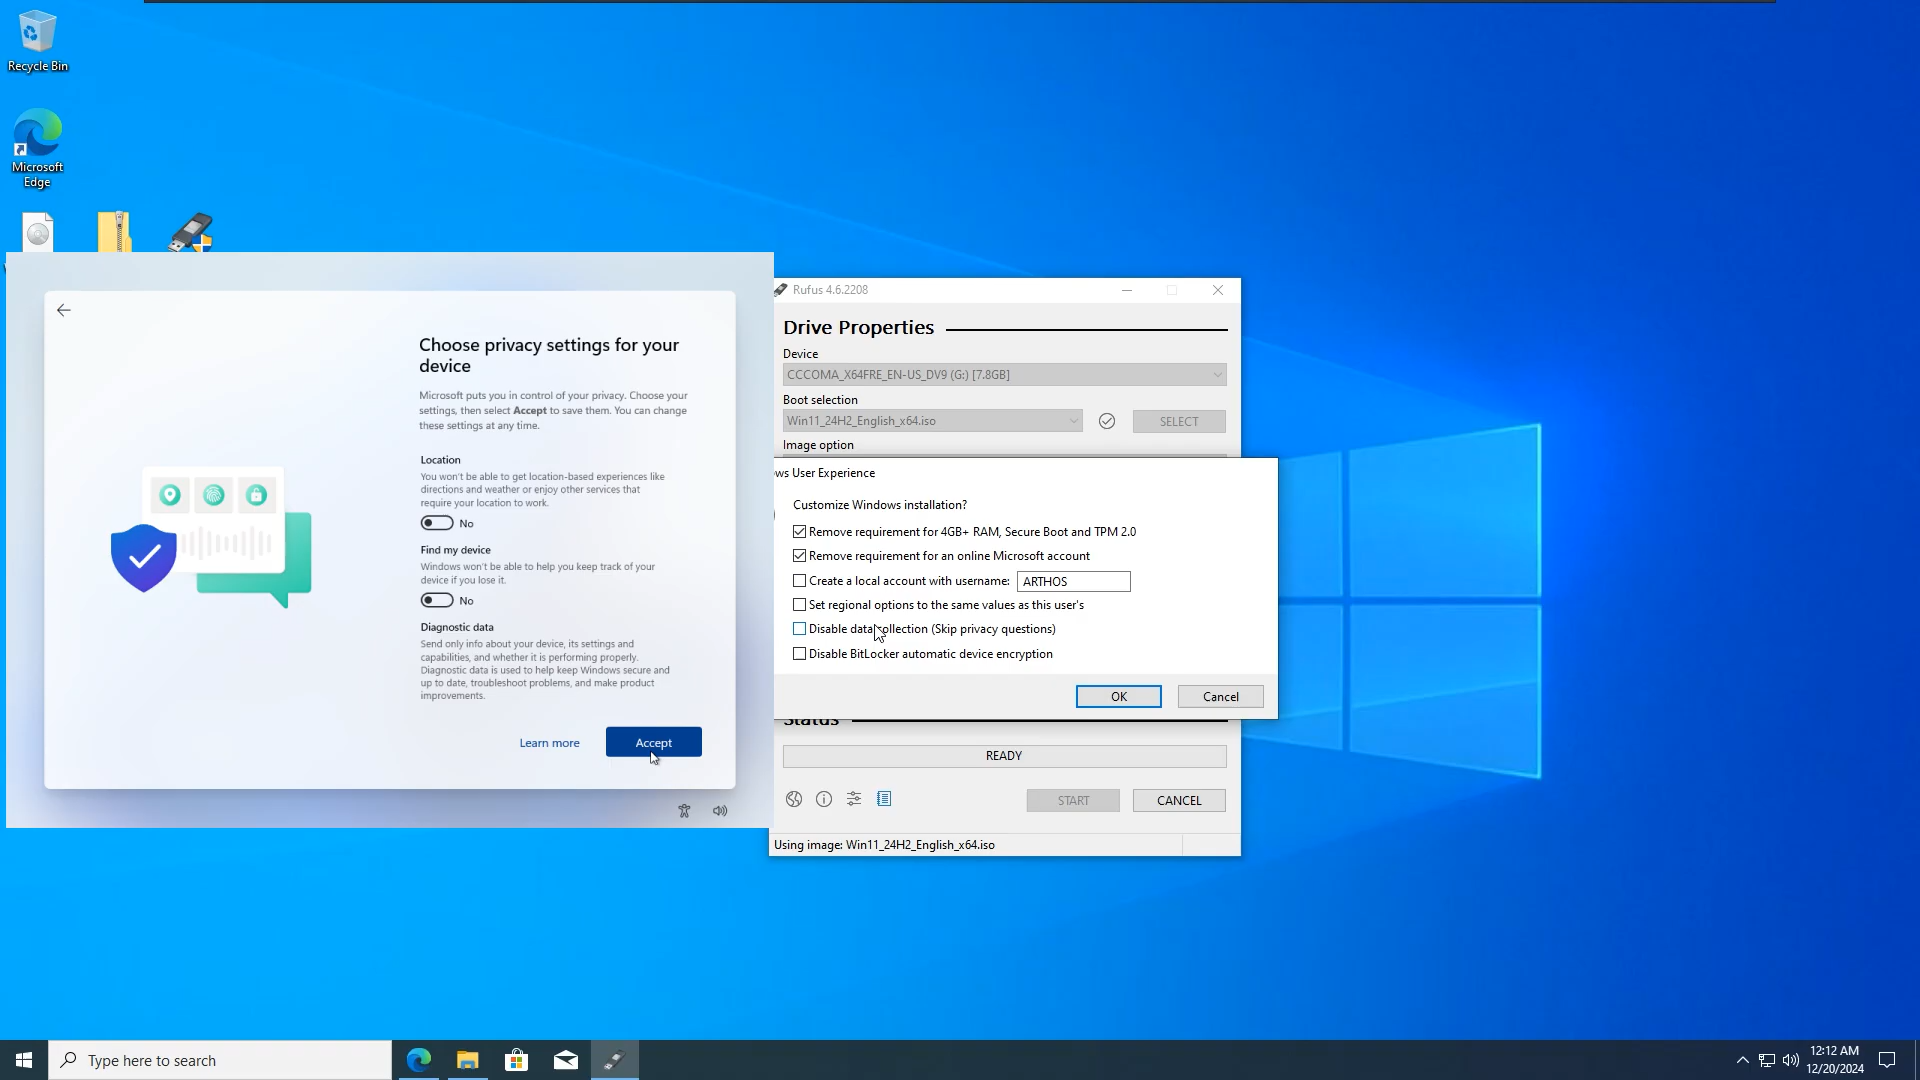 Recycle Bin
Microsoft
Edge
Choose privacy settings for your
device
Microsoft puts you in control of your privacy. Choose your
settings, then select Accept to save them. You can change
these settings at any time.
Location
You won't be able to get location-based experiences like
directions and weather or enjoy other services that
require your location to work.
No
Find my device
Windows won't be able to help you keep track of your
device if you lose it.
No
Diagnostic data
Send only info about your device, its settings and
capabilities, and whether it is performing properly.
Diagnostic data is used to help keep Windows secure and
up to date, troubleshoot problems, and make product
improvements.
Learn more
Accept
Rufus 4.6.2208
Drive Properties
Device
CCCOMA_X64FRE_EN-US_DV9 (G:) [7.8GB]
Boot selection
Win11_24H2_English_x64.iso
SELECT
Image option
ws User Experience
Customize Windows installation?
Remove requirement for 4GB+ RAM, Secure Boot and TPM 2.0
Remove requirement for an online Microsoft account
Create a local account with username: ARTHOS
Set regional options to the same values as this user's
Disable data collection (Skip privacy questions)
Disable BitLocker automatic device encryption
OK
Cancel
Status
READY
START
CANCEL
Using image: Win11_24H2_English_x64.iso
Type here to search
12:12 AM
12/20/2024